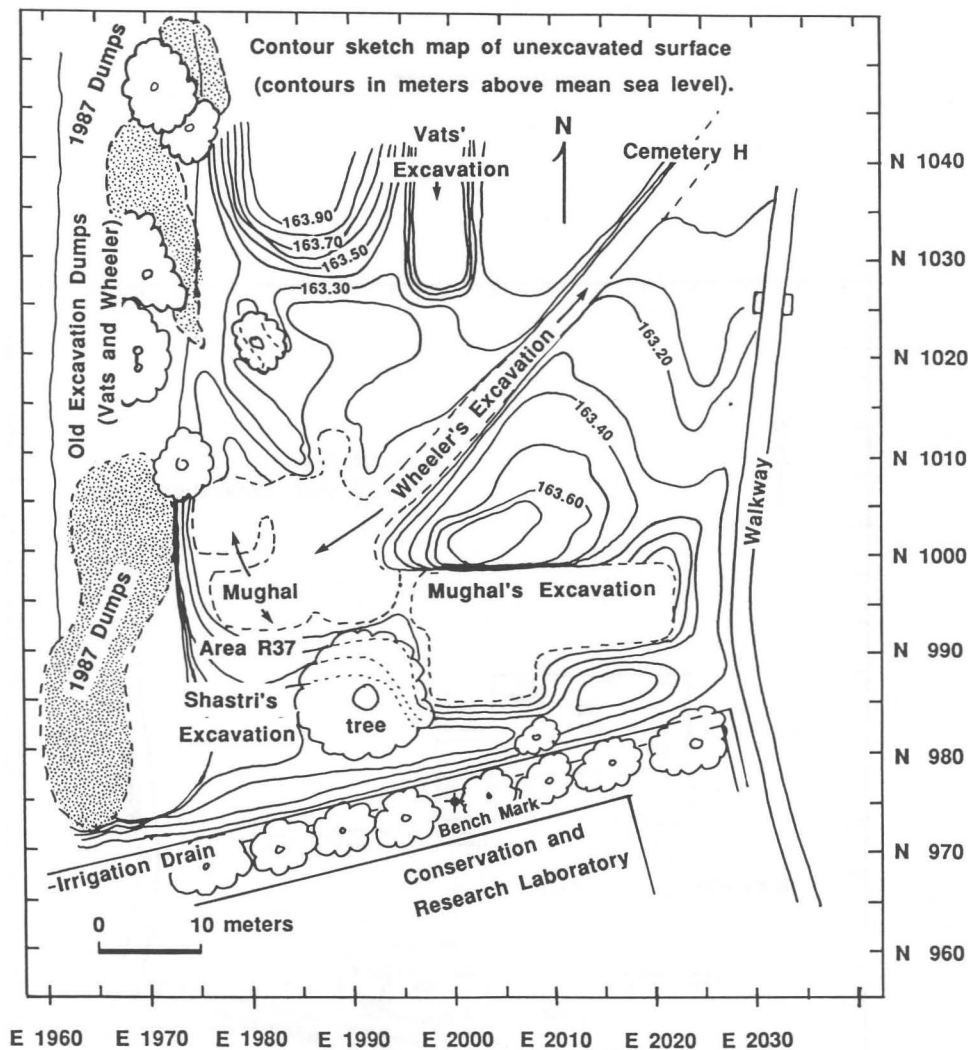 Contour sketch map of unexcavated surface
(contours in meters above mean sea level).
1987 Dumps
Vats'
Excavation
N
Cemetery H
N 1040
163.90
163.70
163.50
163.30
Old Excavation Dumps
(Vats and Wheeler)
N 1030
163.20
N 1020
Wheeler's Excavation
163.40
N 1010
163.60
Walkway
N 1000
Mughal
Mughal's Excavation
1987 Dumps
Area R37
N 990
Shastri's
Excavation
tree
N 980
Bench Mark
-Irrigation Drain
Conservation and
Research Laboratory
N 970
0 10 meters
N 960
E 1960 E 1970 E 1980 E 1990 E 2000 E 2010 E 2020 E 2030